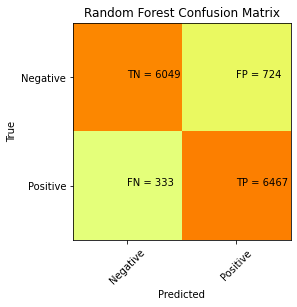 Random Forest Confusion Matrix
Negative
TN = 6049
FP = 724
True
Positive
FN = 333
TP = 6467
Negative
Positive
Predicted